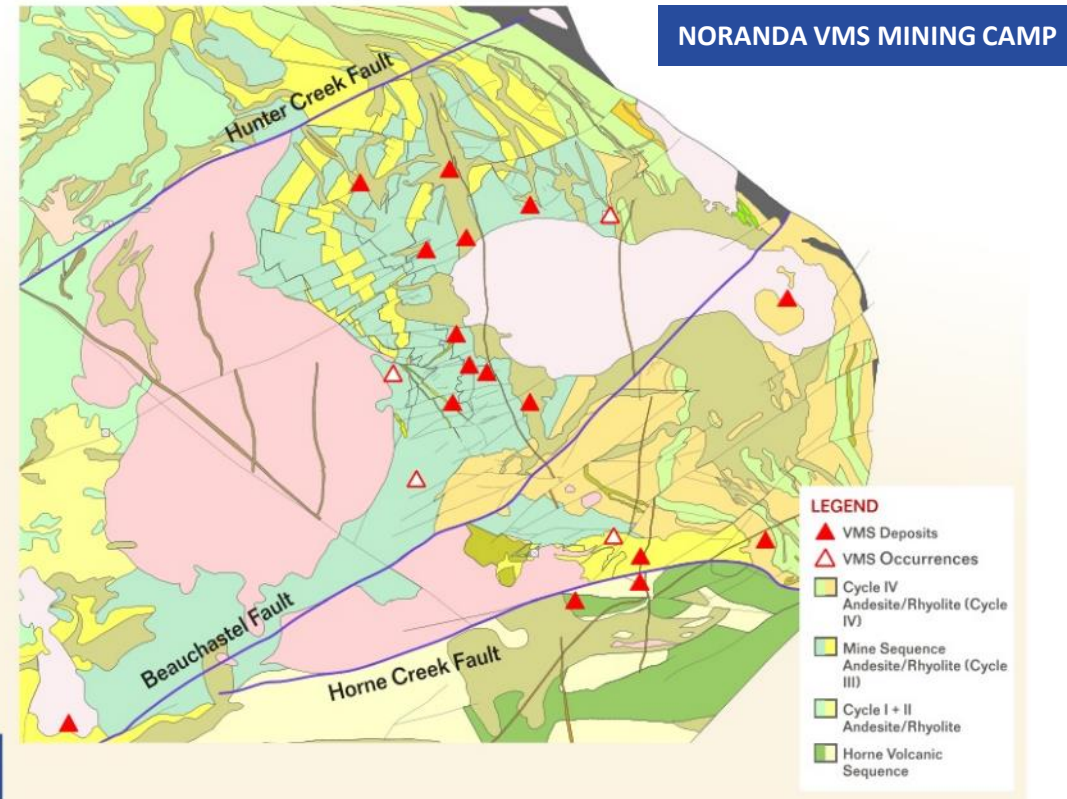 NORANDA VMS MINING CAMP
Hunter Creek Fault
Beauchastel Fault
Horne Creek Fault
LEGEND
VMS Deposits
VMS Occurrences
Cycle IV
Andesite/Rhyolite (Cycle
IV)
Mine Sequence
Andesite/Rhyolite (Cycle
III)
Cycle I + II
Andesite/Rhyolite
Horne Volcanic
Sequence